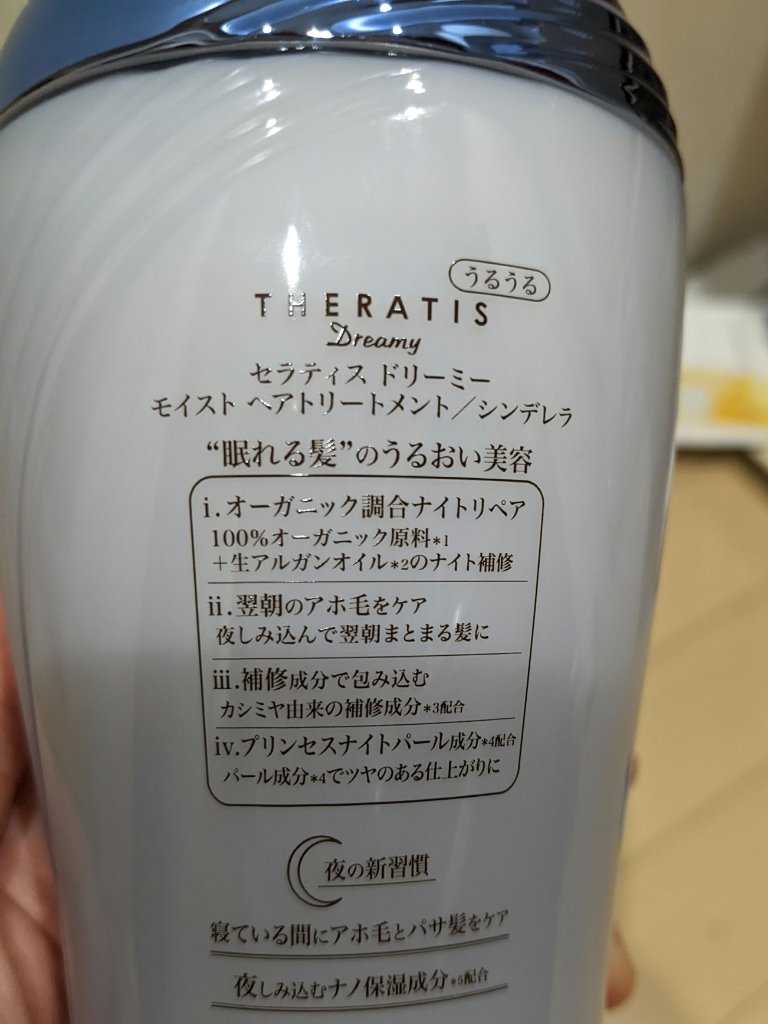 うるうる
THERATIS
Dreamy
セラティス ドリーミー
モイスト ヘアトリートメント／シンデレラ
“眠れる髪”のうるおい美容
i.オーガニック調合ナイトリペア
100%オーガニック原料*1
＋生アルガンオイル*2のナイト補修
ii.翌朝のアホ毛をケア
夜しみ込んで翌朝まとまる髪に
iii.補修成分で包み込む
カシミヤ由来の補修成分*3配合
iv.プリンセスナイトパール成分*4配合
パール成分*4でツヤのある仕上がりに
夜の新習慣
寝ている間にアホ毛とパサ髪をケア
夜しみ込むナノ保湿成分*5配合